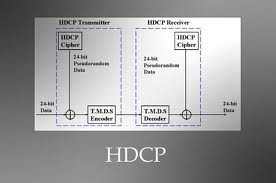 HDCP Transmitter
HDCP Receiver
HDCP
Cipher
HDCP
Cipher
24-bit
Pseudorandom
Data
24-bit
Pseudorandom
Data
24-bit
Data
T.M.D.S
Encoder
T.M.D.S
Decoder
24-bit
Data
HDCP